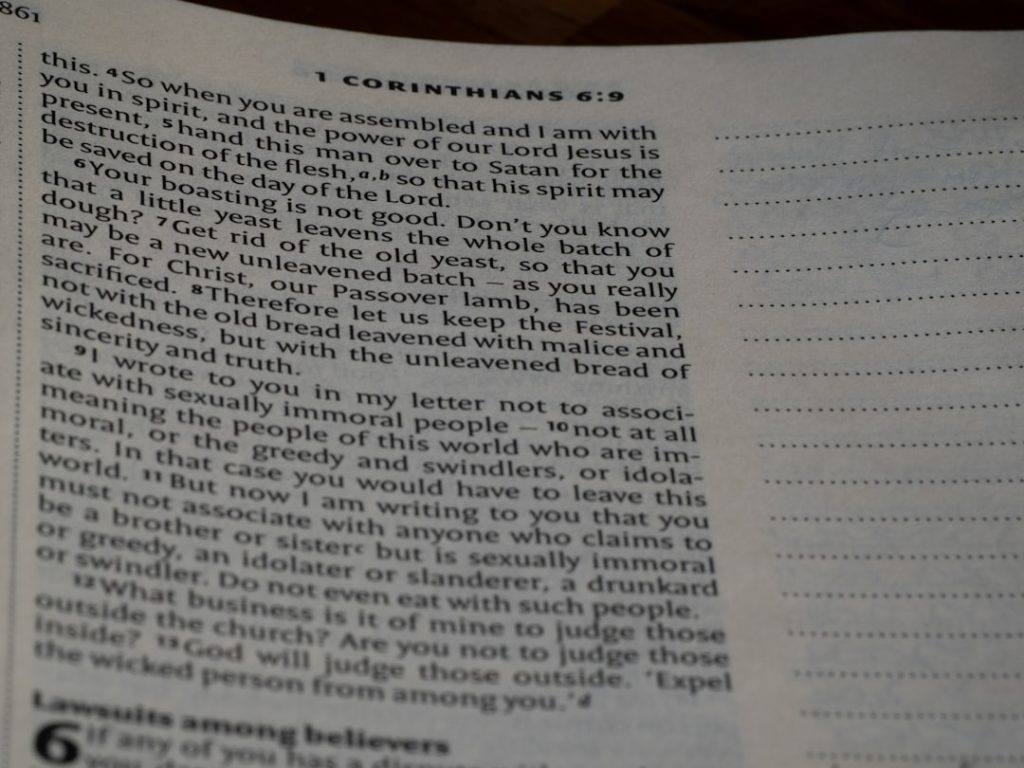 861
1 CORINTHIANS 6:9
this. 4So when you are assembled and I am with
you in spirit, and the power of our Lord Jesus is
present, 5hand this man over to Satan for the
destruction of the flesh,a,b so that his spirit may
be saved on the day of the Lord.
6Your boasting is not good. Don't you know
that a little yeast leavens the whole batch of
dough? 7Get rid of the old yeast, so that you
may be a new unleavened batch – as you really
are. For Christ, our Passover lamb, has been
sacrificed. 8Therefore let us keep the Festival,
not with the old bread leavened with malice and
wickedness, but with the unleavened bread of
sincerity and truth.
9I wrote to you in my letter not to associ-
ate with sexually immoral people – 10not at all
meaning the people of this world who are im-
moral, or the greedy and swindlers, or idola-
ters. In that case you would have to leave this
world. 11But now I am writing to you that you
must not associate with anyone who claims to
be a brother or sisterc but is sexually immoral
or greedy, an idolater or slanderer, a drunkard
or swindler. Do not even eat with such people.
12What business is it of mine to judge those
outside the church? Are you not to judge those
inside? 13God will judge those outside. 'Expel
the wicked person from among you.'d
Lawsuits among believers
6 If any of you has a dispute